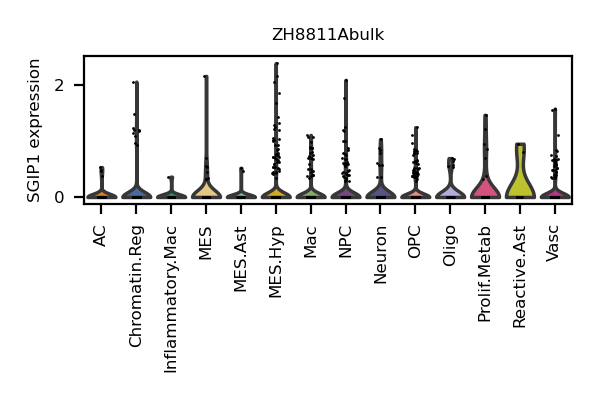 ZH8811Abulk
SGIP1 expression
2
0
AC
Chromatin.Reg
Inflammatory.Mac
MES
MES.Ast
MES.Hyp
Mac
NPC
Neuron
OPC
Oligo
Prolif.Metab
Reactive.Ast
Vasc